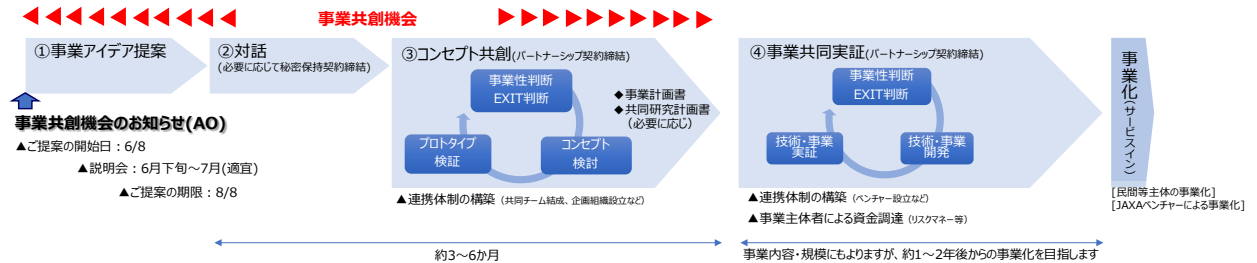 事業共創機会
①事業アイデア提案
②対話
(必要に応じて秘密保持契約締結)
③コンセプト共創(パートナーシップ契約締結)
事業性判断
EXIT判断
プロトタイプ
検証
コンセプト
検討
◆事業計画書
◆共同研究計画書
(必要に応じ)
④事業共同実証(パートナーシップ契約締結)
事業性判断
EXIT判断
技術・事業
実証
技術・事業
開発
事業化(サービスイン)
事業共創機会のお知らせ(AO)
▲ご提案の開始日：6/8
▲説明会：6月下旬～7月(適宜)
▲ご提案の期限：8/8
▲連携体制の構築 (共同チーム結成、企画組織設立など)
▲連携体制の構築 (ベンチャー設立など)
▲事業主体者による資金調達 (リスクマネー等)
[民間等主体の事業化]
[JAXAベンチャーによる事業化]
約3～6か月
事業内容・規模にもよりますが、約1～2年後からの事業化を目指します